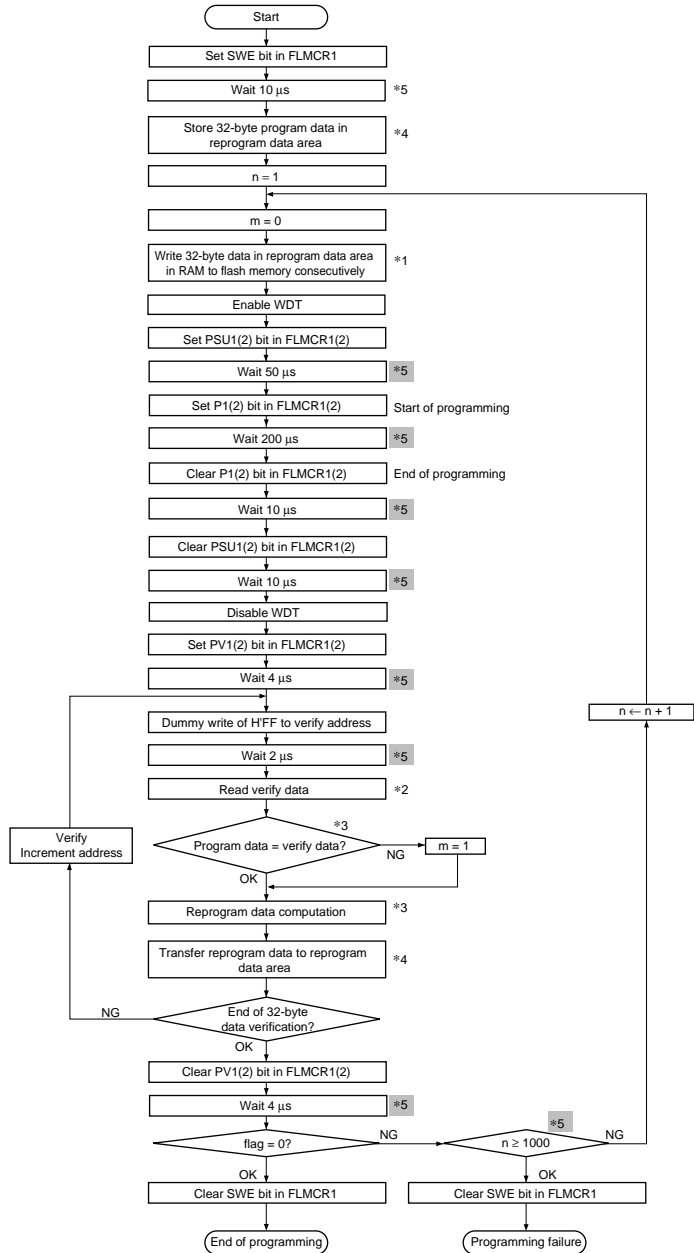 Start
Set SWE bit in FLMCR1
Wait 10 μs
*5
Store 32-byte program data in
reprogram data area
*4
n = 1
m = 0
Write 32-byte data in reprogram data area
in RAM to flash memory consecutively
*1
Enable WDT
Set PSU1(2) bit in FLMCR1(2)
Wait 50 μs
*5
Set P1(2) bit in FLMCR1(2)
Start of programming
Wait 200 μs
*5
Clear P1(2) bit in FLMCR1(2)
End of programming
Wait 10 μs
*5
Clear PSU1(2) bit in FLMCR1(2)
Wait 10 μs
*5
Disable WDT
Set PV1(2) bit in FLMCR1(2)
Wait 4 μs
*5
n ← n + 1
Dummy write of H'FF to verify address
Wait 2 μs
*5
Read verify data
*2
Verify
Increment address
*3
Program data = verify data?
NG
m = 1
OK
Reprogram data computation
*3
Transfer reprogram data to reprogram
data area
*4
NG
End of 32-byte
data verification?
OK
Clear PV1(2) bit in FLMCR1(2)
Wait 4 μs
*5
flag = 0?
NG
*5
n ≥ 1000
NG
OK
OK
Clear SWE bit in FLMCR1
Clear SWE bit in FLMCR1
End of programming
Programming failure